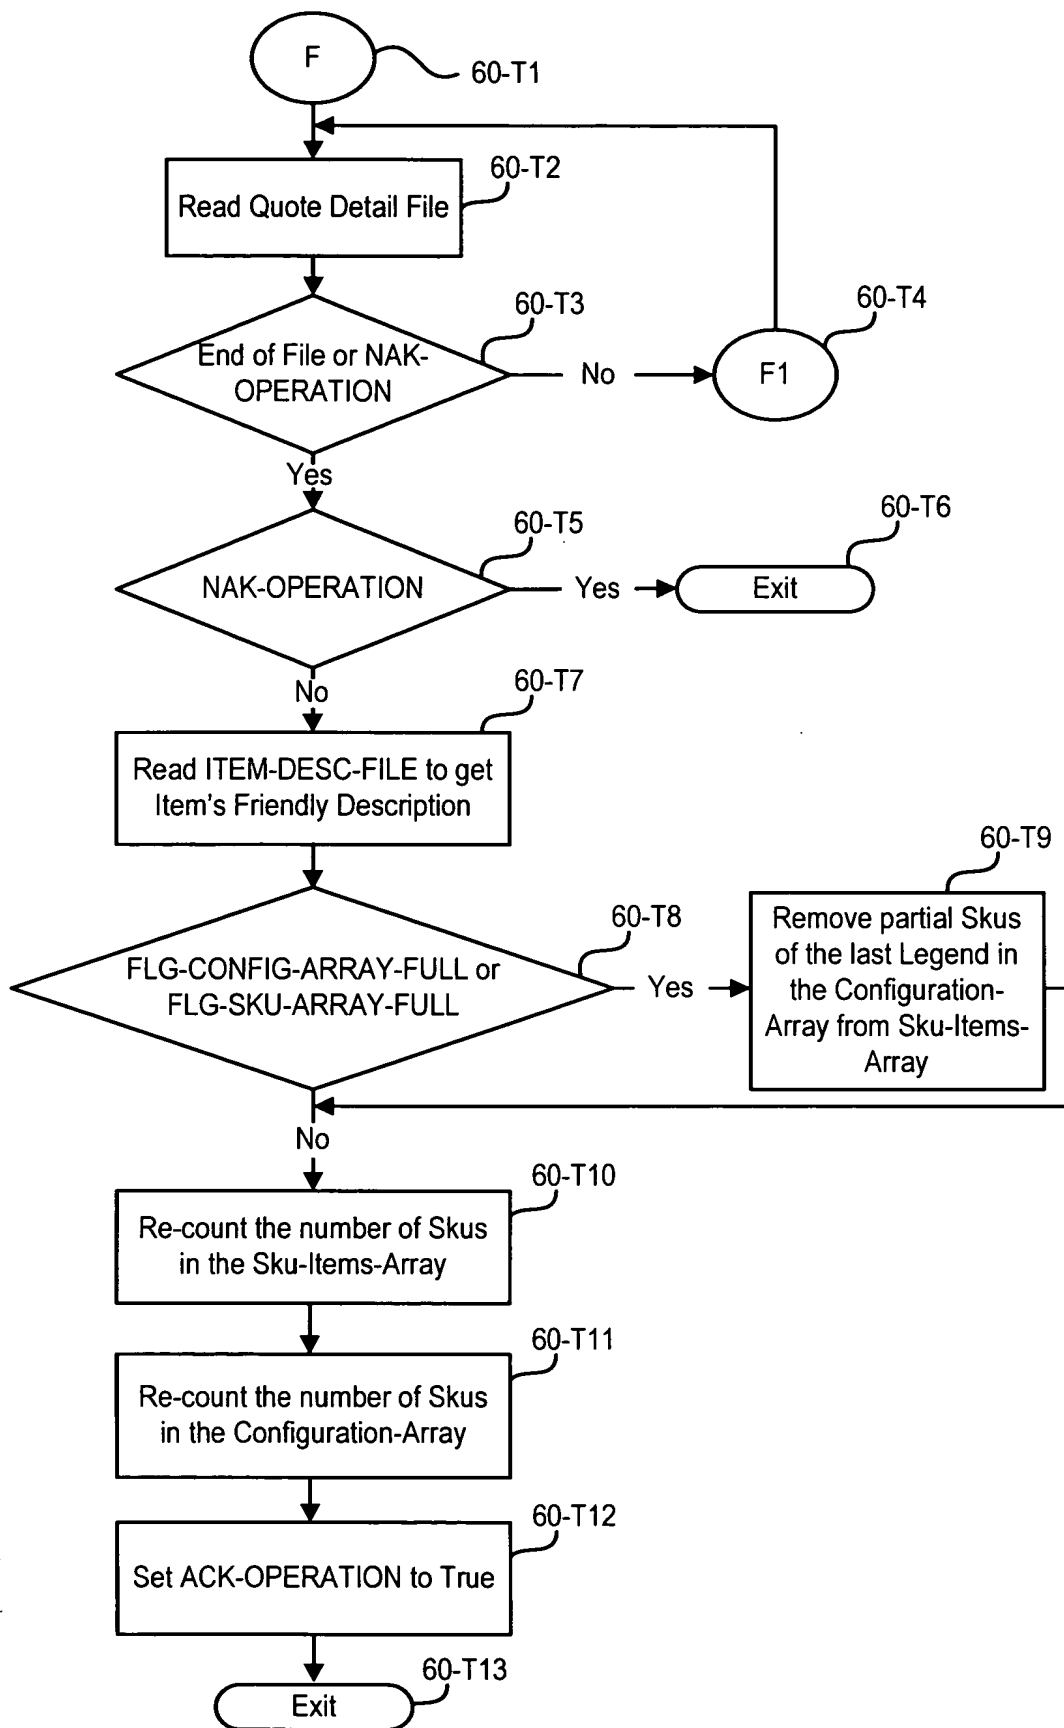 F
60-T1
60-T2
Read Quote Detail File
60-T3
60-T4
End of File or NAK-
OPERATION
No
F1
Yes
60-T5
60-T6
NAK-OPERATION
Yes
Exit
No
60-T7
Read ITEM-DESC-FILE to get
Item's Friendly Description
60-T8
60-T9
FLG-CONFIG-ARRAY-FULL or
FLG-SKU-ARRAY-FULL
Yes
Remove partial Skus
of the last Legend in
the Configuration-
Array from Sku-Items-
Array
No
60-T10
Re-count the number of Skus
in the Sku-Items-Array
60-T11
Re-count the number of Skus
in the Configuration-Array
60-T12
Set ACK-OPERATION to True
60-T13
Exit